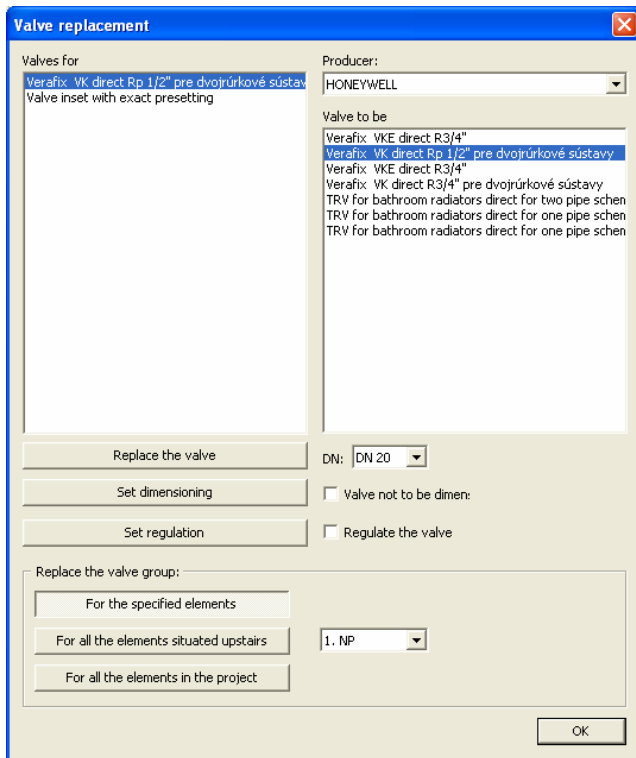 Valve replacement
Valves for
Verafix VK direct Rp 1/2" pre dvojrúrkové sústav
Valve inset with exact presetting
Producer:
HONEYWELL
Valve to be
Verafix VKE direct R3/4"
Verafix VK direct Rp 1/2" pre dvojrúrkové sústavy
Verafix VKE direct R3/4"
Verafix VK direct R3/4" pre dvojrúrkové sústavy
TRV for bathroom radiators direct for two pipe schen
TRV for bathroom radiators direct for one pipe schen
TRV for bathroom radiators direct for one pipe schen
Replace the valve
DN: DN 20
Set dimensioning
Valve not to be dimen:
Set regulation
Regulate the valve
Replace the valve group:
For the specified elements
For all the elements situated upstairs
1. NP
For all the elements in the project
OK